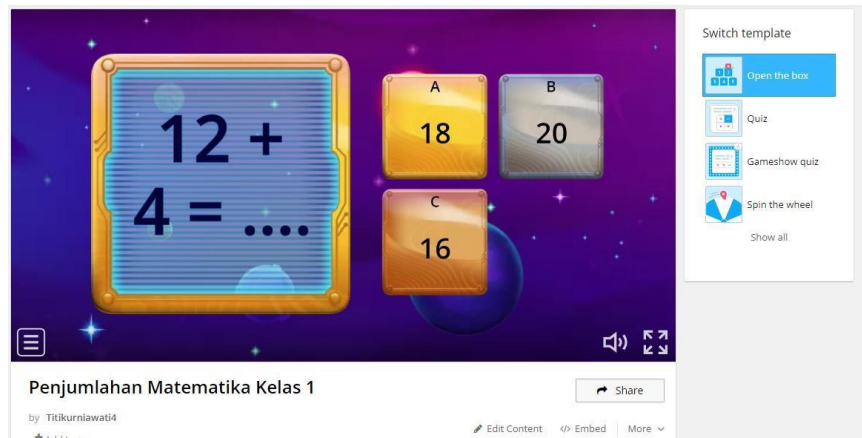 12 +
4 = ....
A
18
B
20
C
16
Switch template
Open the box
Quiz
Gameshow quiz
Spin the wheel
Show all
Penjumlahan Matematika Kelas 1
Share
by Titikurniawati4
Edit Content
Embed
More